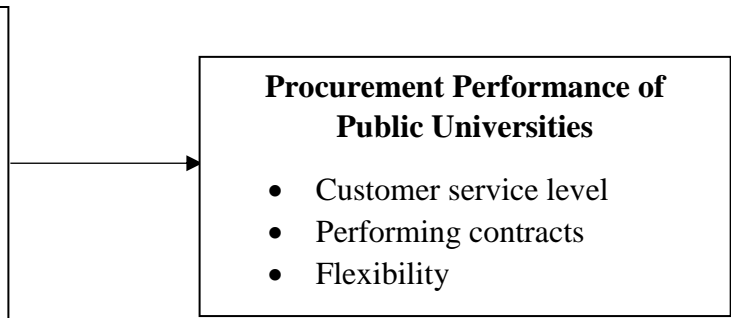 Procurement Performance of
Public Universities
• Customer service level
• Performing contracts
• Flexibility